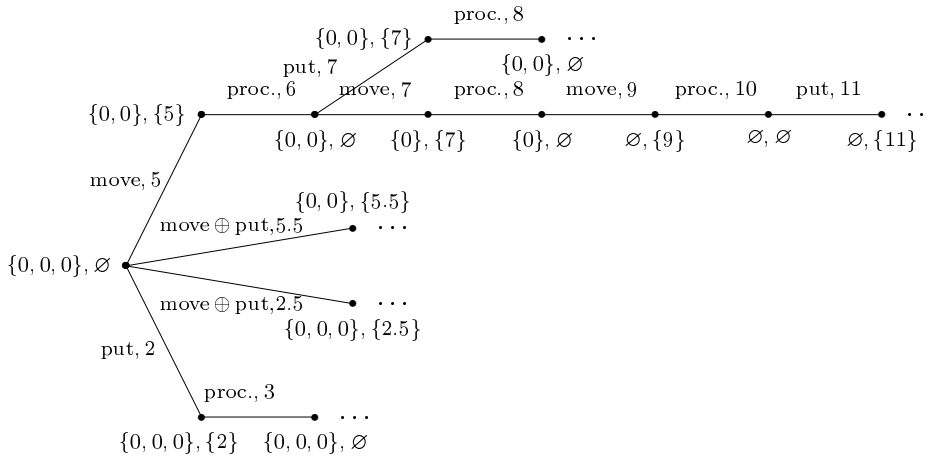 proc., 8
{0, 0}, {7} ...
put, 7 {0, 0}, ∅
proc., 6 move, 7 proc., 8 move, 9 proc., 10 put, 11
{0, 0}, {5} ..
{0, 0}, ∅ {0}, {7} {0}, ∅ ∅, {9} ∅, ∅ ∅, {11}
move, 5
{0, 0}, {5.5}
move ⊕ put,5.5 ...
{0, 0, 0}, ∅
move ⊕ put,2.5 ...
{0, 0, 0}, {2.5}
put, 2
proc., 3
...
{0, 0, 0}, {2} {0, 0, 0}, ∅